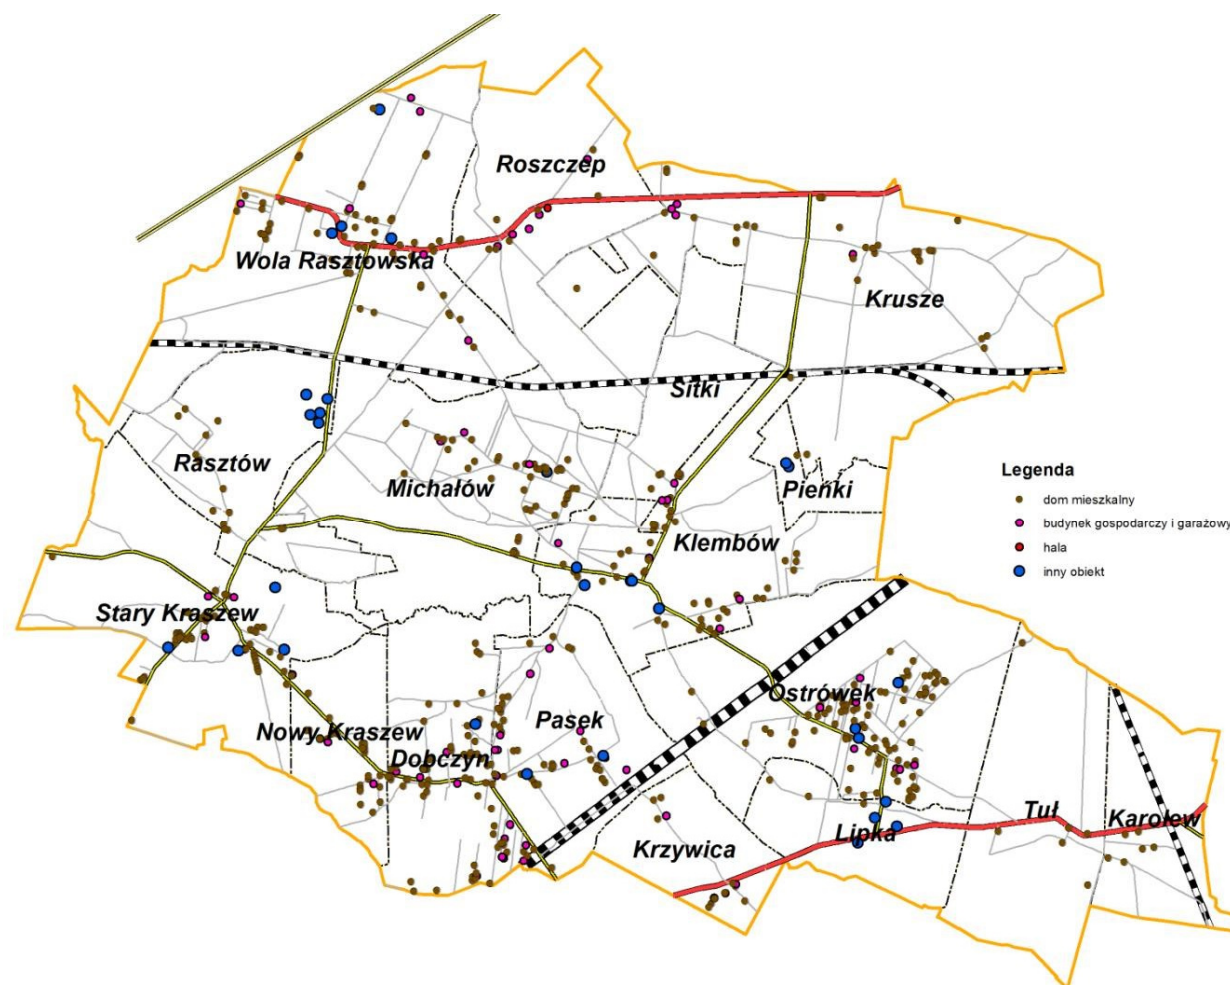 Roszczep
Wola Rasztowska
Krusze
Sitki
Rasztów
Michałów
Pieńki
Legenda
dom mieszkalny
budynek gospodarczy i garażowy
hala
inny obiekt
Klembów
Stary Kraszew
Ostrówek
Pasek
Nowy Kraszew
Dobczyn
Tuł
Karolew
Lipka
Krzywica